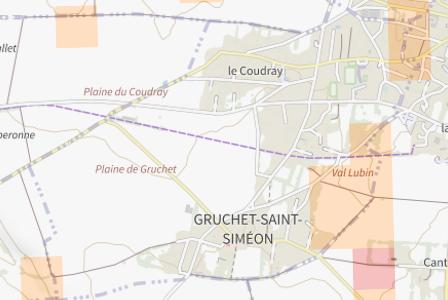 le Coudray
Plaine du Coudray
Plaine de Gruchet
Val Lubin
GRUCHET-SAINT-
SIMÉON